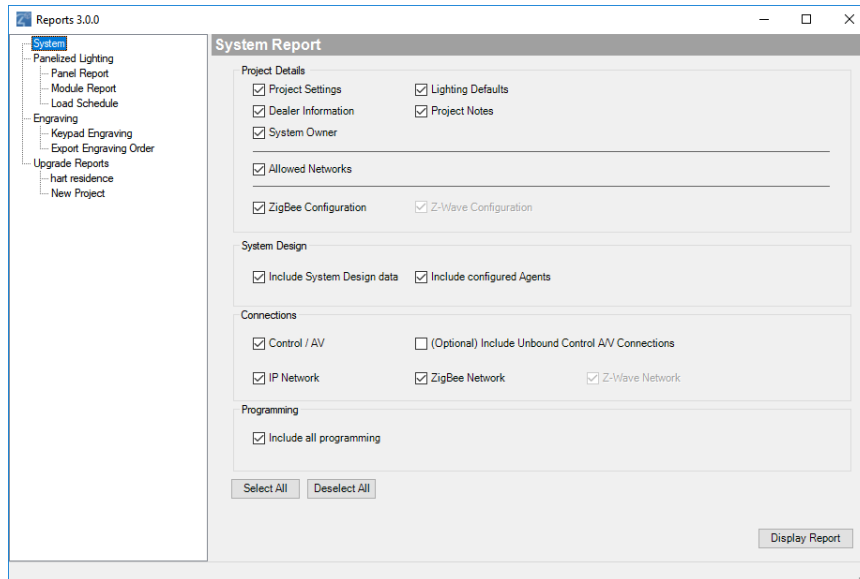 Reports 3.0.0
System
Panelized Lighting
Panel Report
Module Report
Load Schedule
Engraving
Keypad Engraving
Export Engraving Order
Upgrade Reports
hart residence
New Project
System Report
Project Details
Project Settings
Lighting Defaults
Dealer Information
Project Notes
System Owner
Allowed Networks
ZigBee Configuration
Z-Wave Configuration
System Design
Include System Design data
Include configured Agents
Connections
Control / AV
(Optional) Include Unbound Control A/V Connections
IP Network
ZigBee Network
Z-Wave Network
Programming
Include all programming
Select All
Deselect All
Display Report